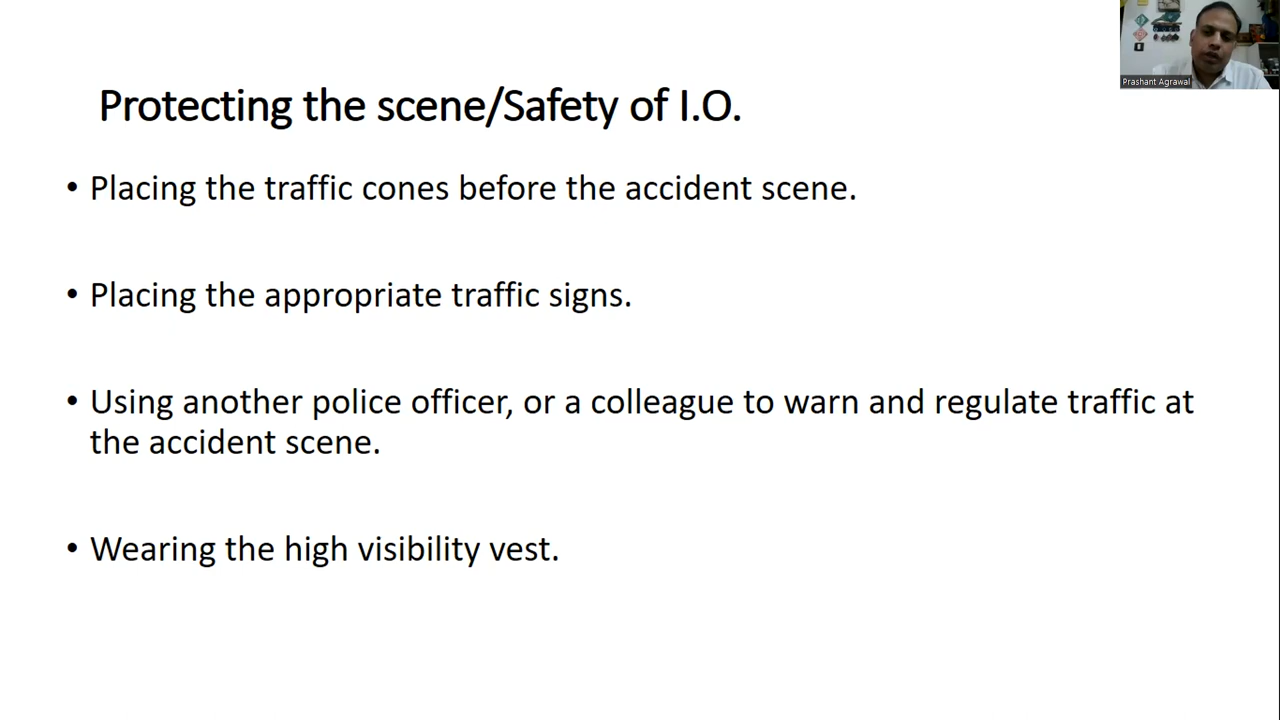 Prashant Agrawal
Protecting the scene/Safety of I.O.
• Placing the traffic cones before the accident scene.
• Placing the appropriate traffic signs.
• Using another police officer, or a colleague to warn and regulate traffic at
the accident scene.
• Wearing the high visibility vest.